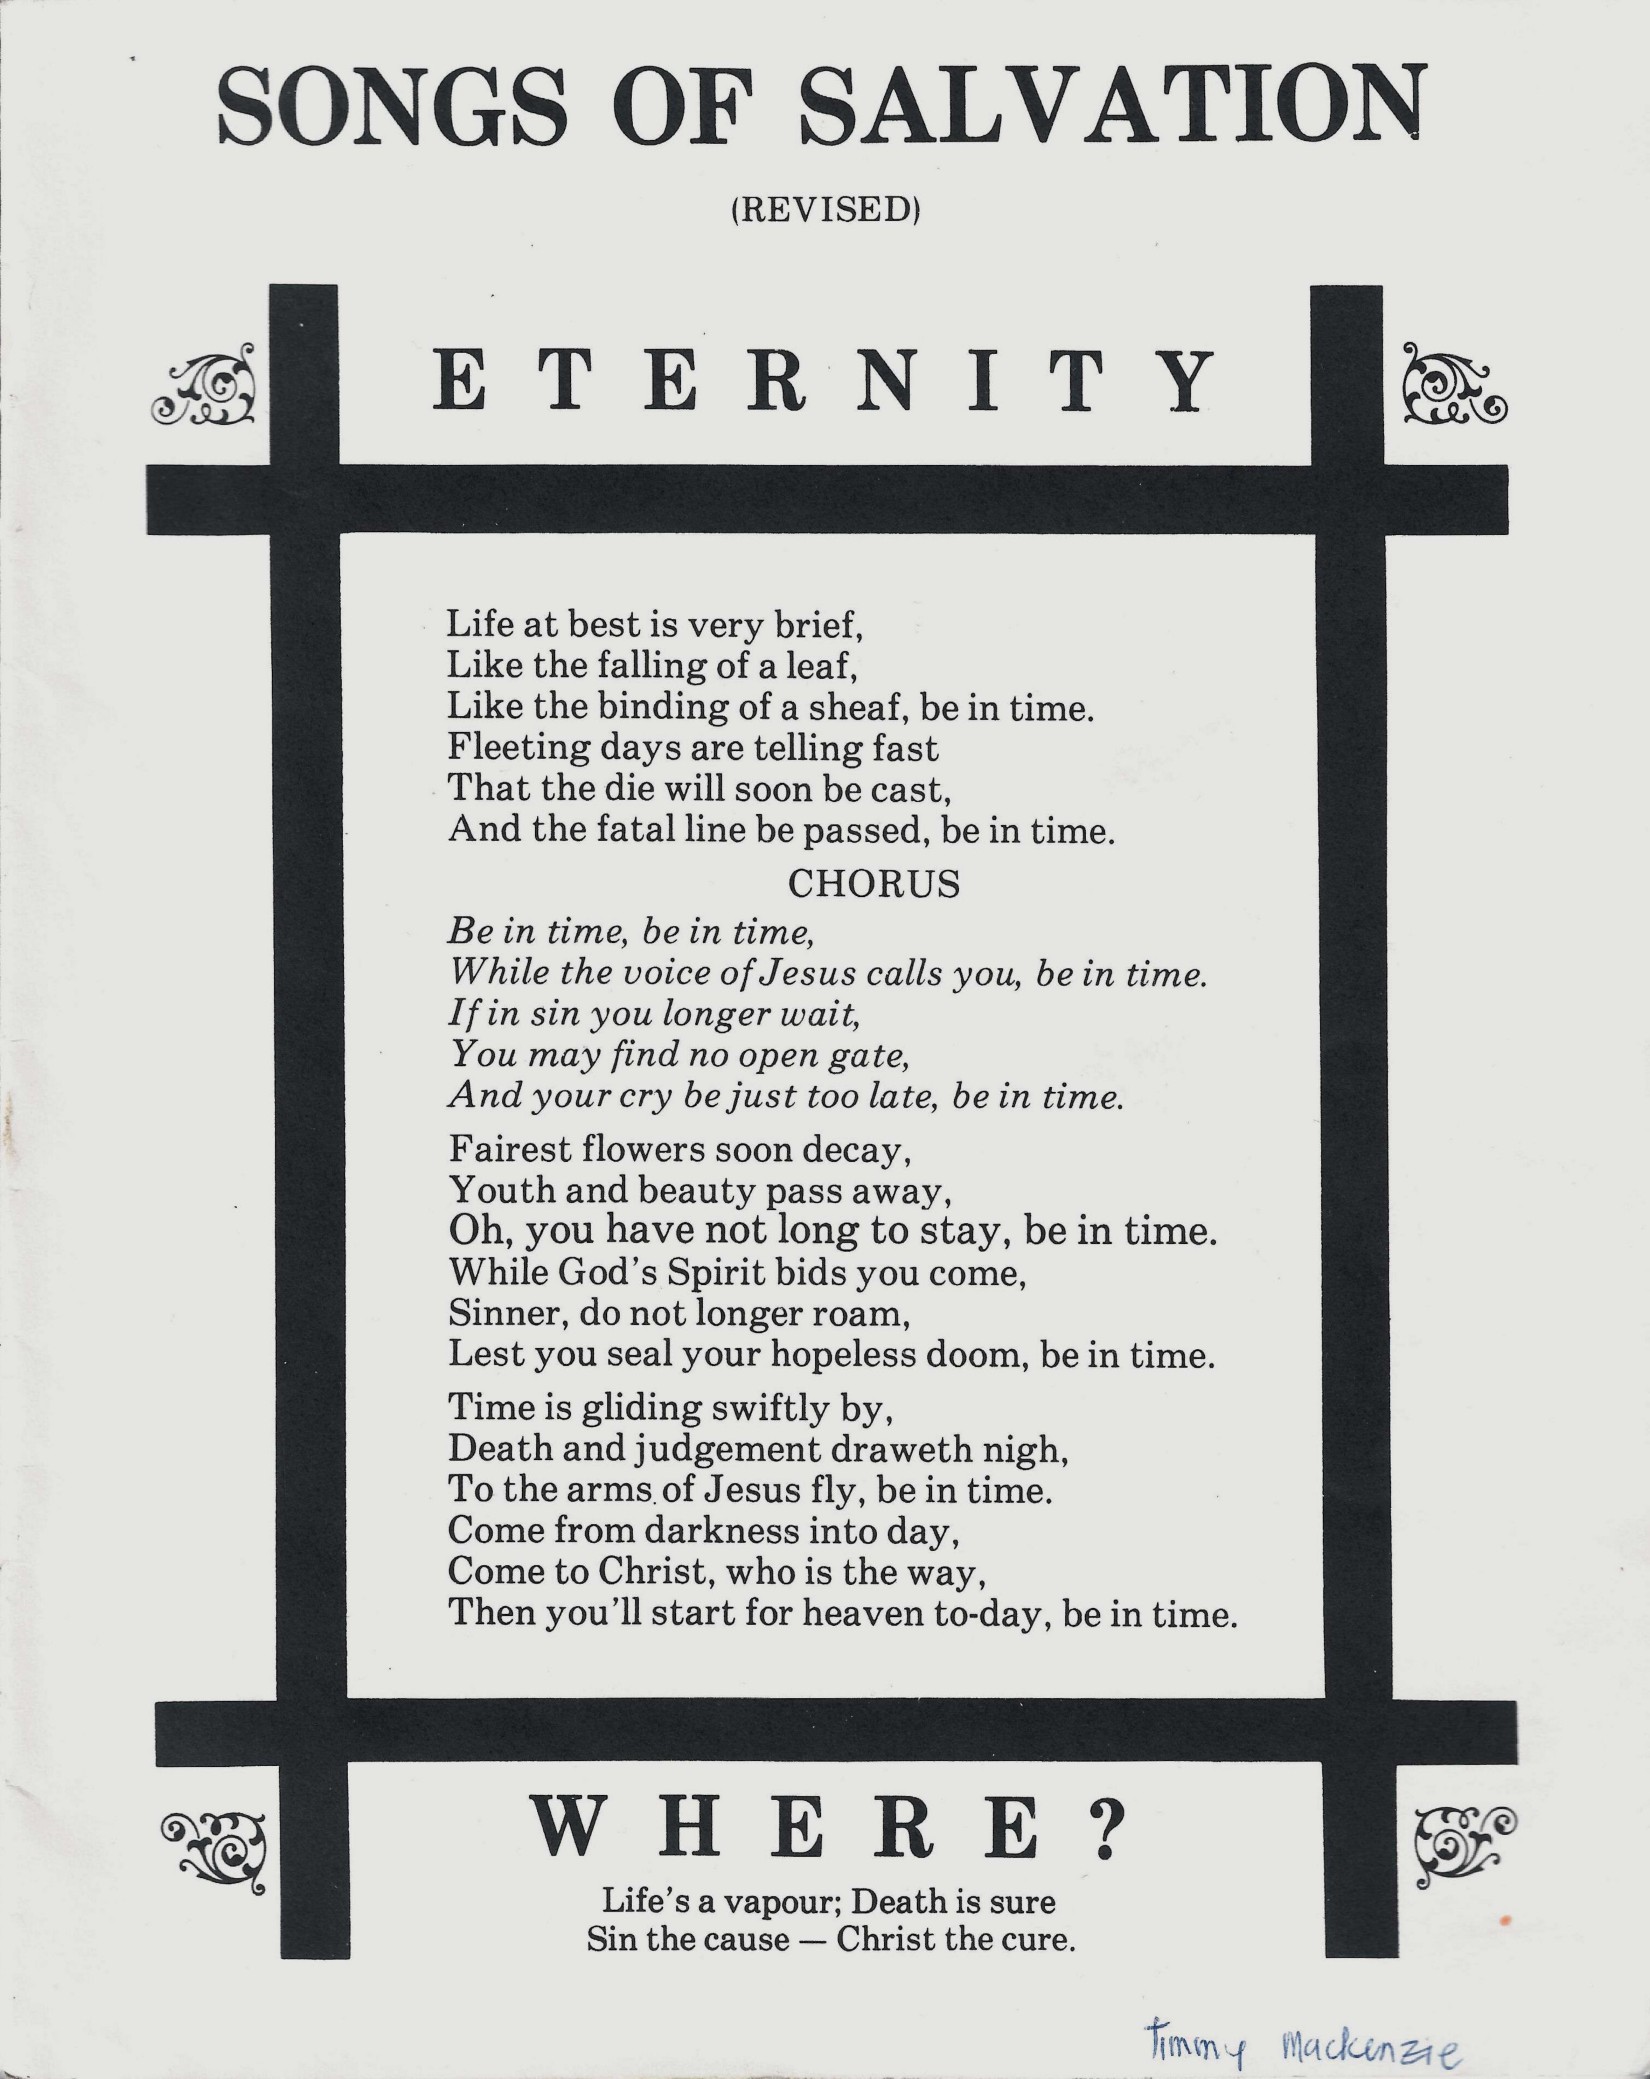 SONGS OF SALVATION
(REVISED)
ETERNITY
Life at best is very brief,
Like the falling of a leaf,
Like the binding of a sheaf, be in time.
Fleeting days are telling fast
That the die will soon be cast,
And the fatal line be passed, be in time.
CHORUS
Be in time, be in time,
While the voice of Jesus calls you, be in time.
If in sin you longer wait,
You may find no open gate,
And your cry be just too late, be in time.
Fairest flowers soon decay,
Youth and beauty pass away,
Oh, you have not long to stay, be in time.
While God's Spirit bids you come,
Sinner, do not longer roam,
Lest you seal your hopeless doom, be in time.
Time is gliding swiftly by,
Death and judgement draweth nigh,
To the arms of Jesus fly, be in time.
Come from darkness into day,
Come to Christ, who is the way,
Then you'll start for heaven to-day, be in time.
WHERE?
Life's a vapour; Death is sure
Sin the cause — Christ the cure.
Timmy Mackenzie